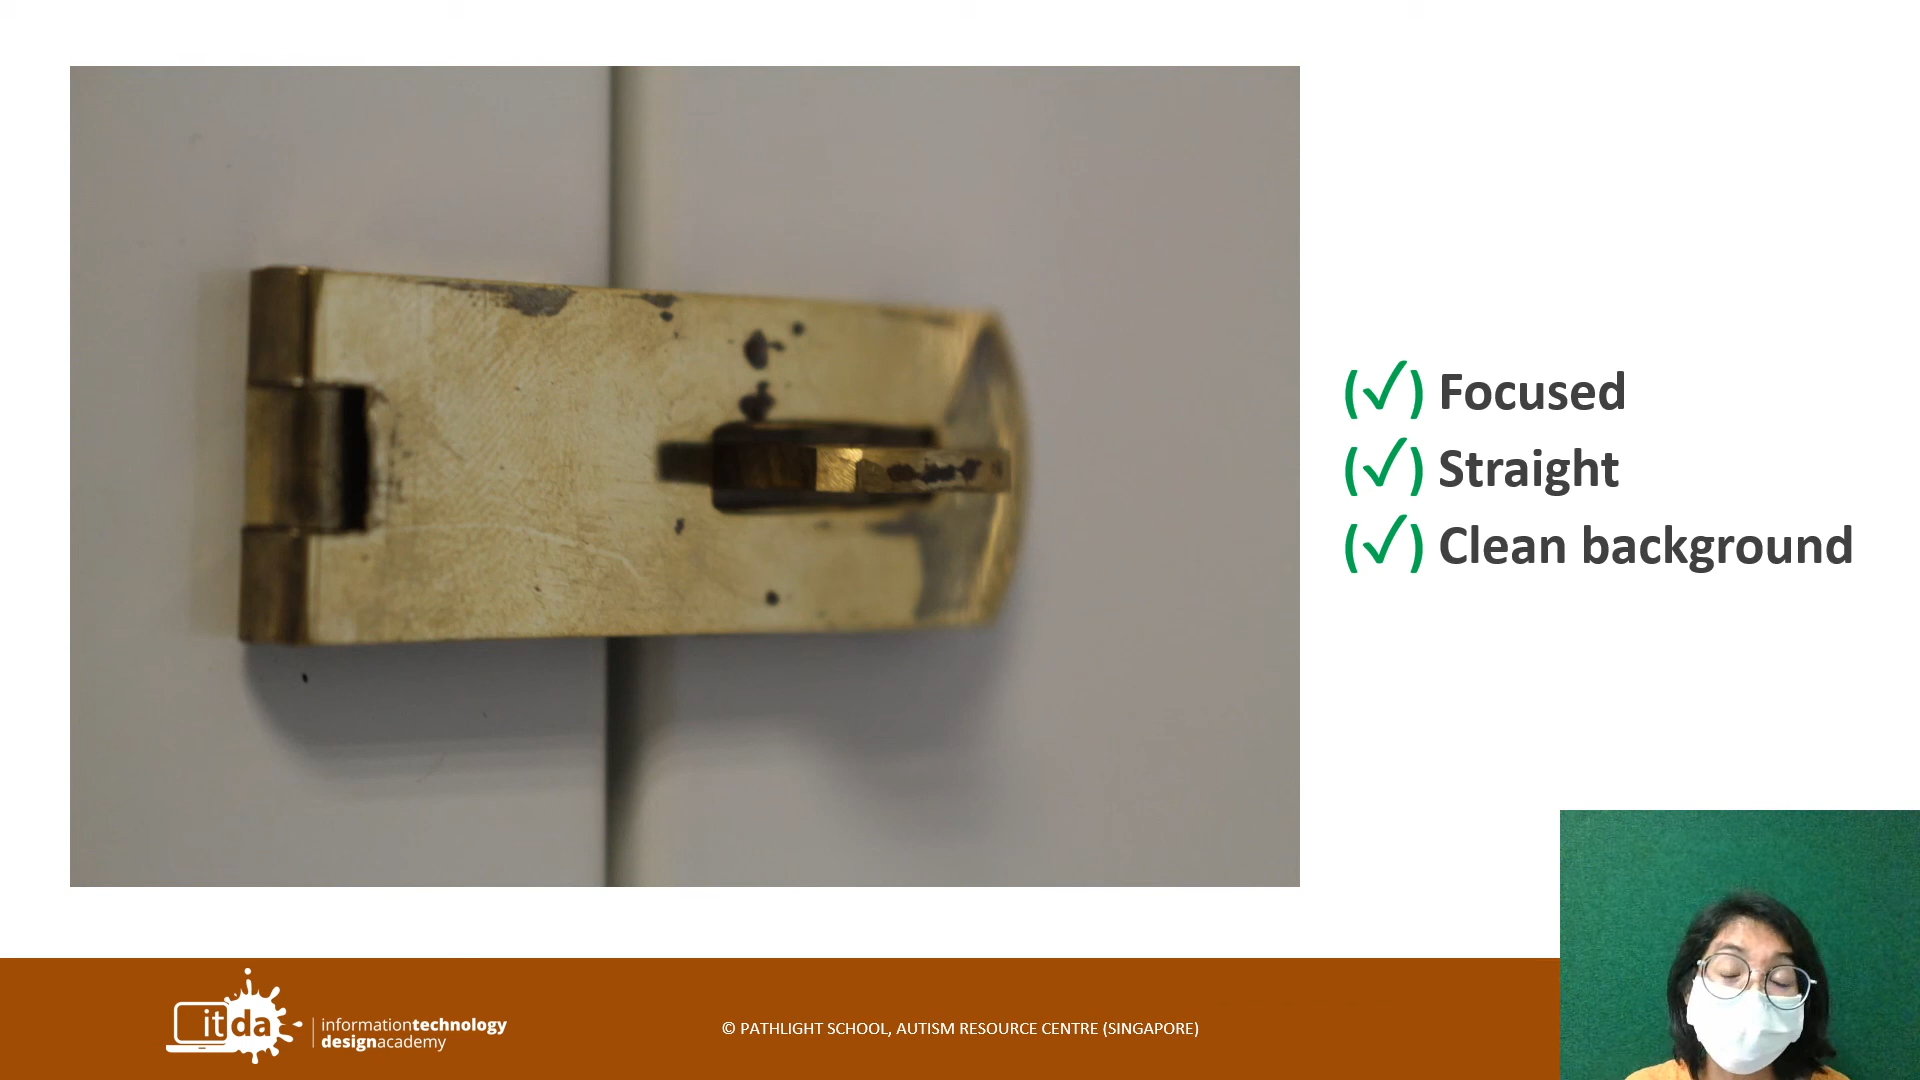 (✓) Focused
(✓) Straight
(✓) Clean background
itda
informationtechnology
designacademy
© PATHLIGHT SCHOOL, AUTISM RESOURCE CENTRE (SINGAPORE)